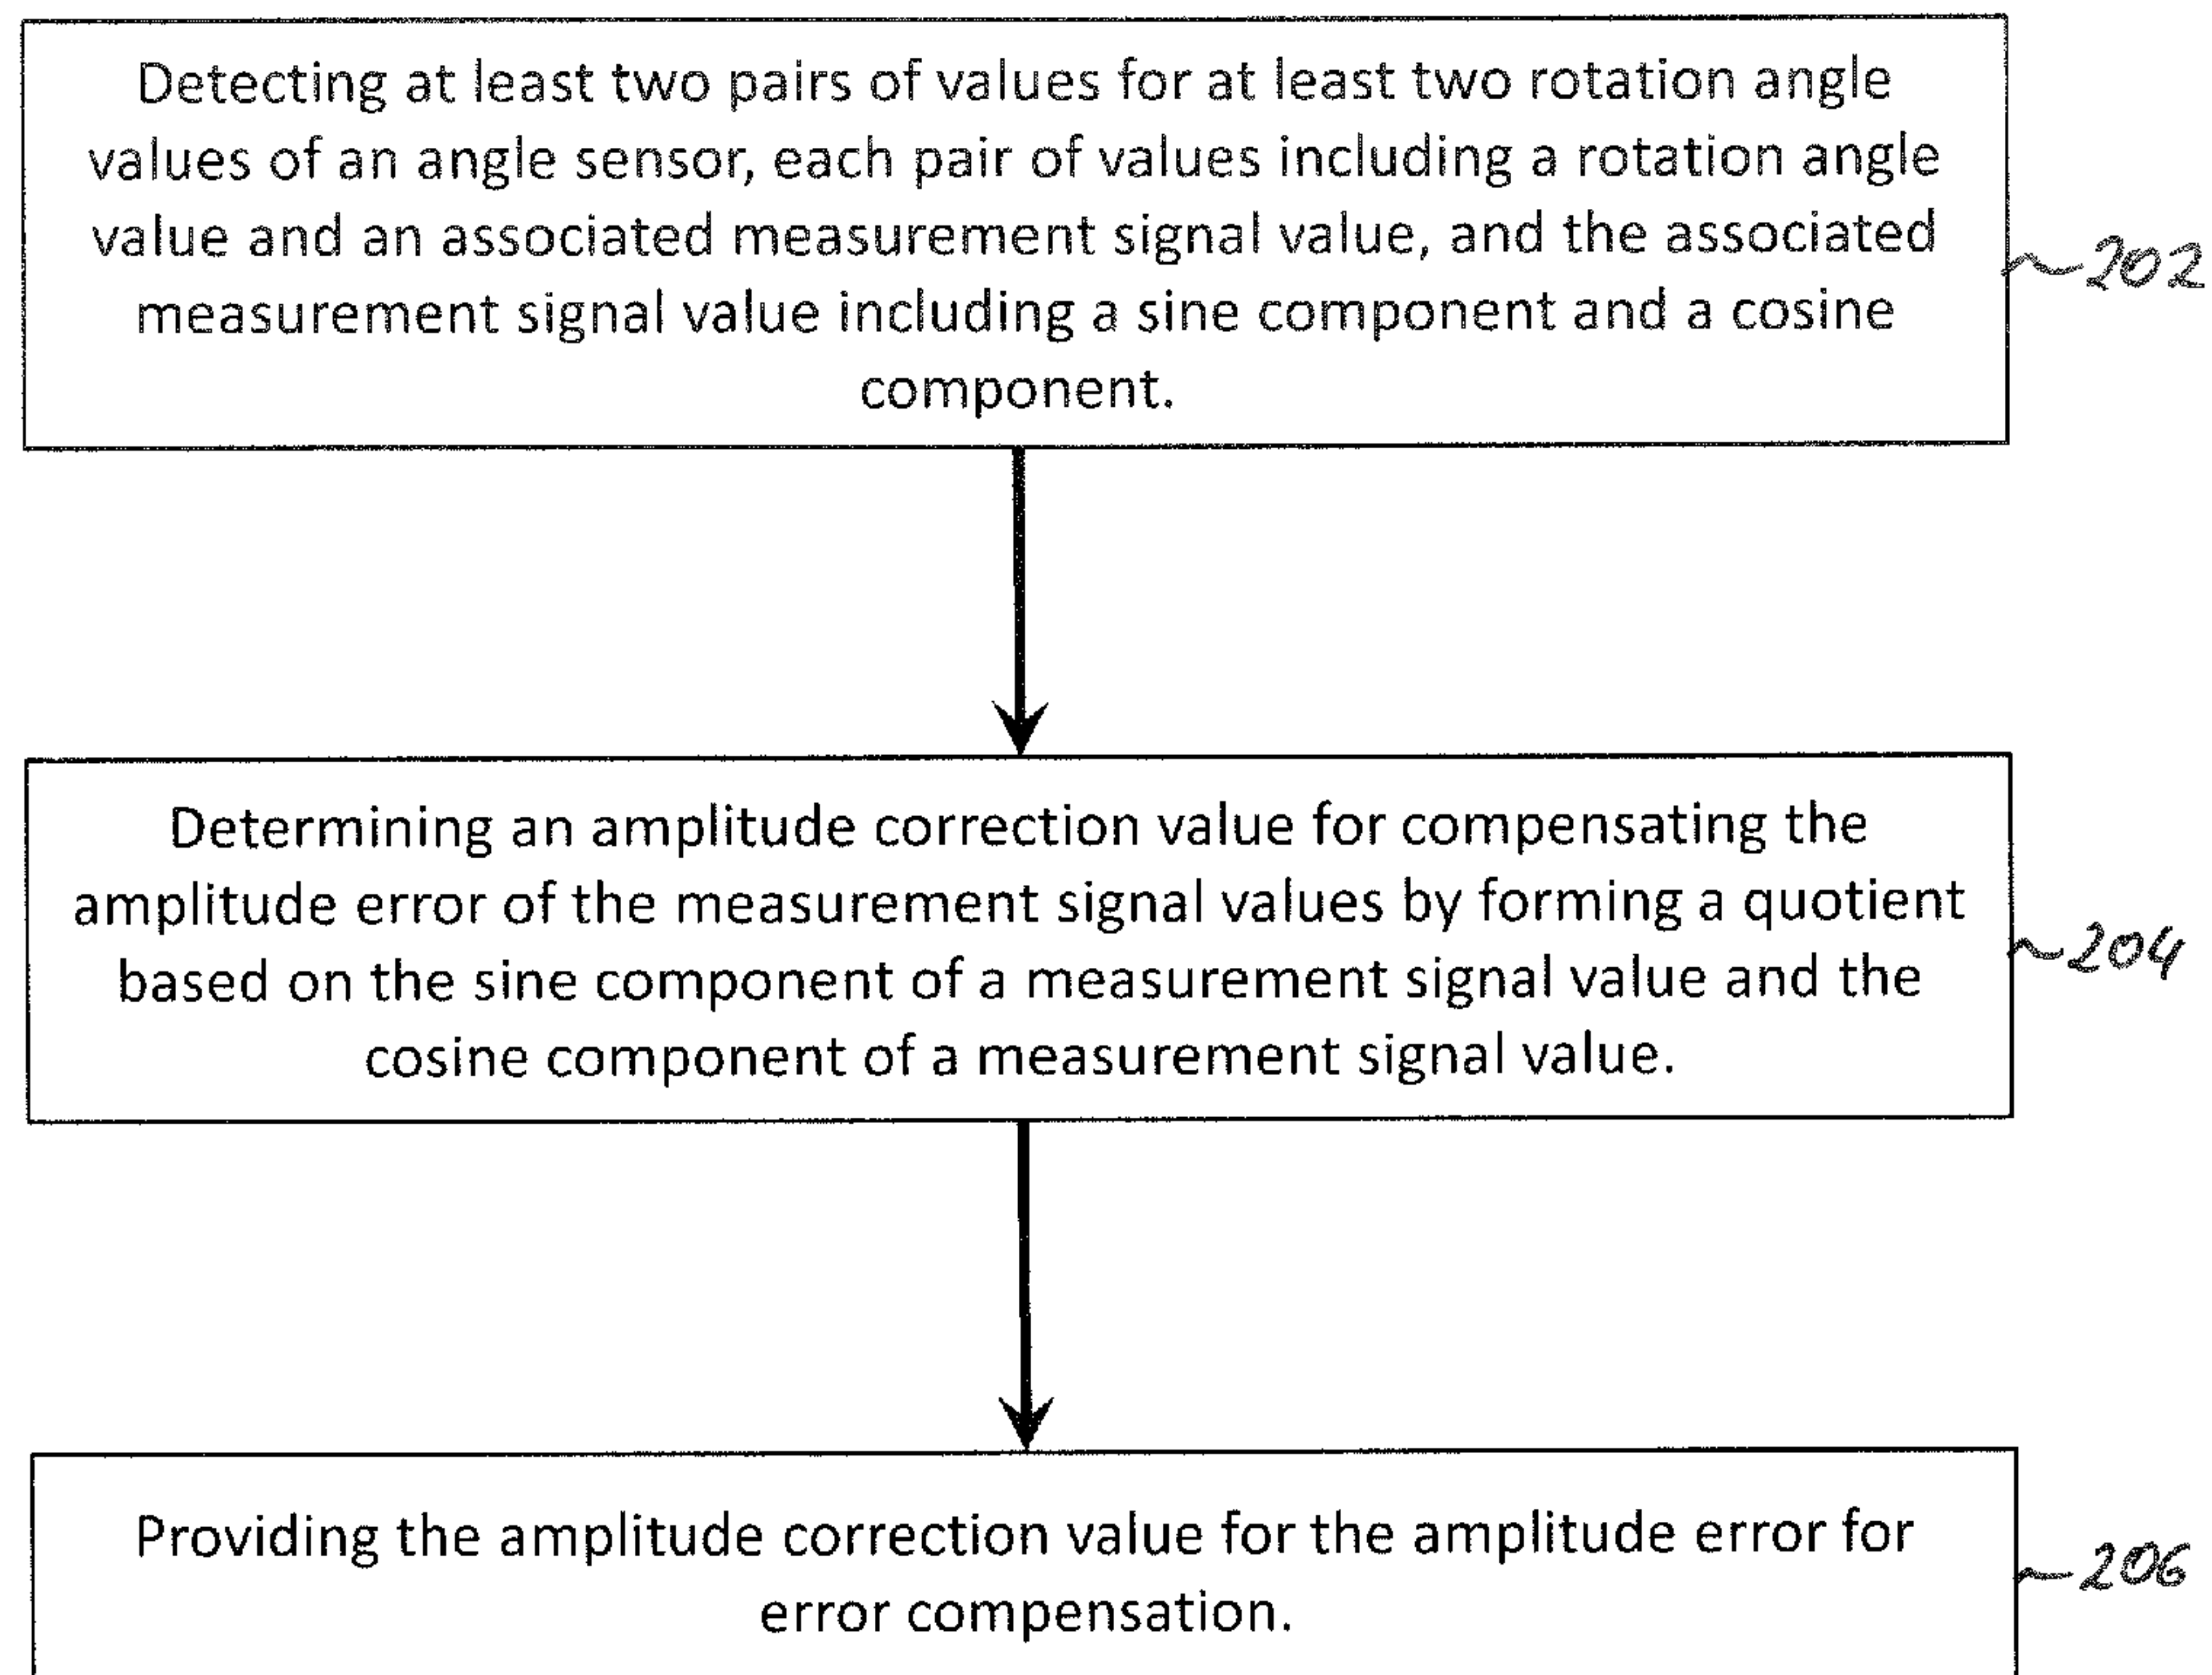 Detecting at least two pairs of values for at least two rotation angle
values of an angle sensor, each pair of values including a rotation angle
value and an associated measurement signal value, and the associated
measurement signal value including a sine component and a cosine
component.
202
Determining an amplitude correction value for compensating the
amplitude error of the measurement signal values by forming a quotient
based on the sine component of a measurement signal value and the
cosine component of a measurement signal value.
204
Providing the amplitude correction value for the amplitude error for
error compensation.
206